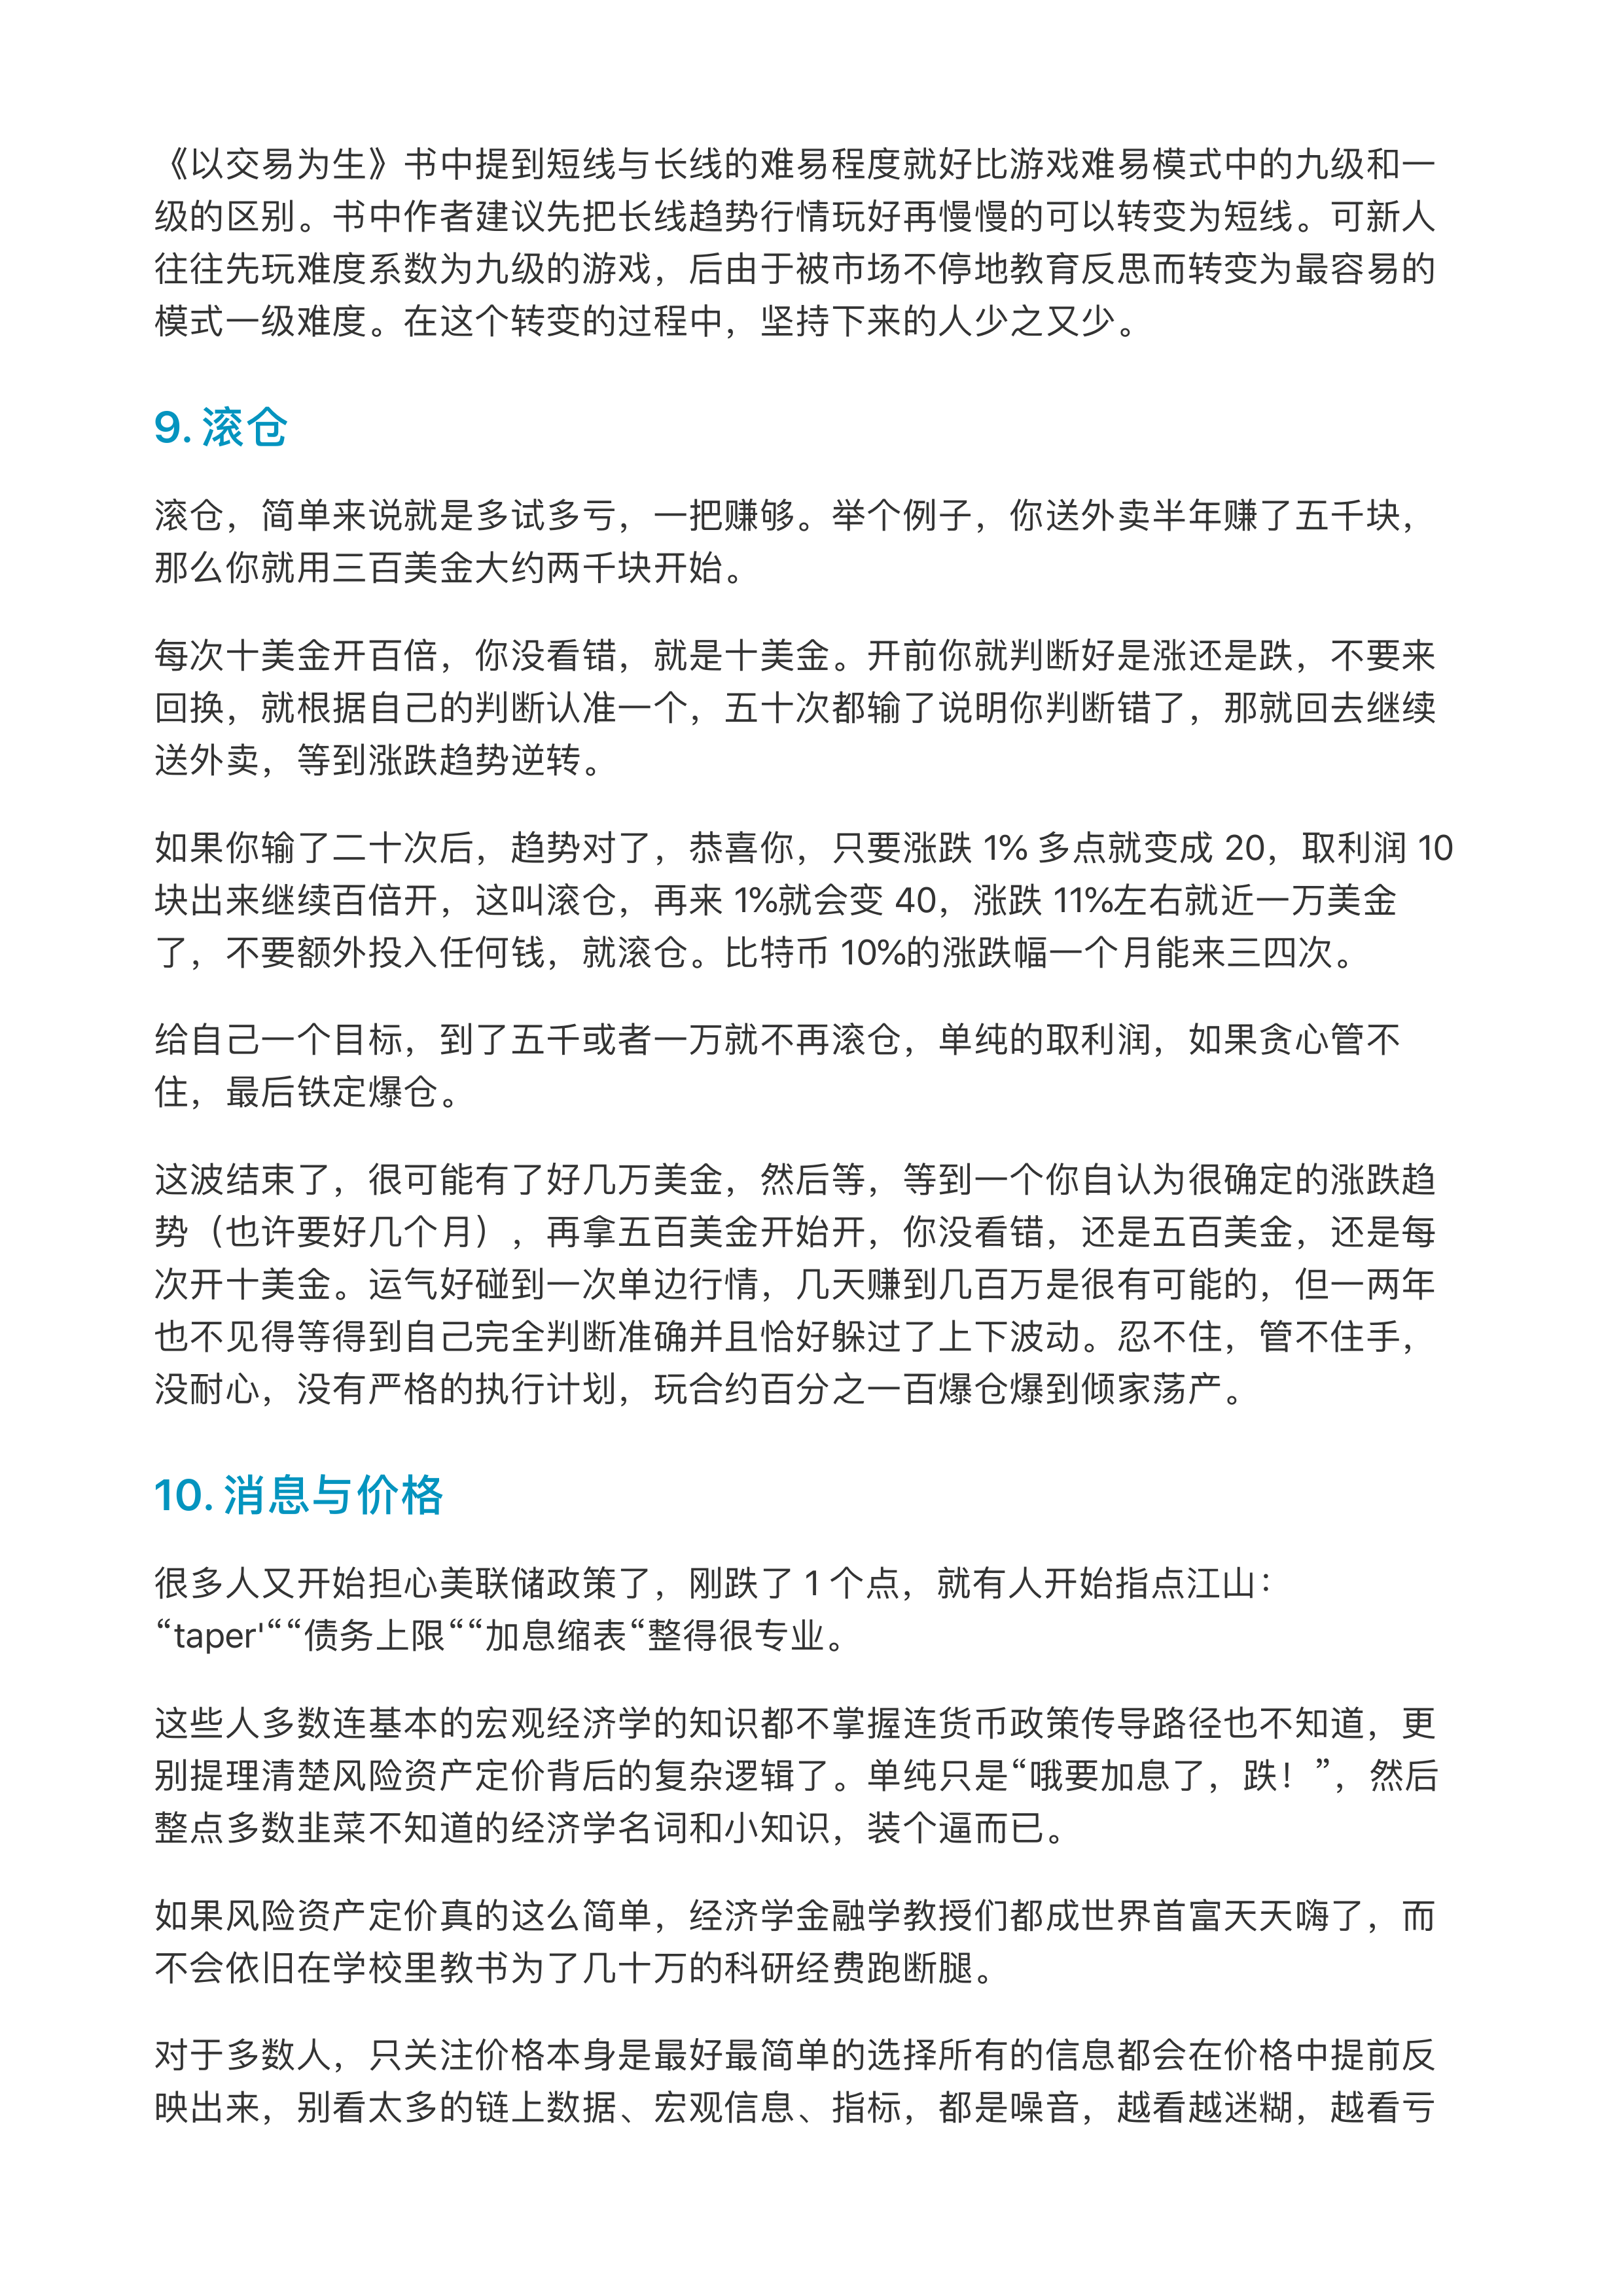 《以交易为生》书中提到短线与长线的难易程度就好比游戏难易模式中的九级和一
级的区别。书中作者建议先把长线趋势行情玩好再慢慢的可以转变为短线。可新人
往往先玩难度系数为九级的游戏，后由于被市场不停地教育反思而转变为最容易的
模式一级难度。在这个转变的过程中，坚持下来的人少之又少。
9. 滚仓
滚仓，简单来说就是多试多亏，一把赚够。举个例子，你送外卖半年赚了五千块，
那么你就用三百美金大约两千块开始。
每次十美金开百倍，你没看错，就是十美金。开前你就判断好是涨还是跌，不要来
回换，就根据自己的判断认准一个，五十次都输了说明你判断错了，那就回去继续
送外卖，等到涨跌趋势逆转。
如果你输了二十次后，趋势对了，恭喜你，只要涨跌 1% 多点就变成 20，取利润 10
块出来继续百倍开，这叫滚仓，再来 1%就会变 40，涨跌 11%左右就近一万美金
了，不要额外投入任何钱，就滚仓。比特币 10%的涨跌幅一个月能来三四次。
给自己一个目标，到了五千或者一万就不再滚仓，单纯的取利润，如果贪心管不
住，最后铁定爆仓。
这波结束了，很可能有了好几万美金，然后等，等到一个你自认为很确定的涨跌趋
势（也许要好几个月），再拿五百美金开始开，你没看错，还是五百美金，还是每
次开十美金。运气好碰到一次单边行情，几天赚到几百万是很有可能的，但一两年
也不见得等得到自己完全判断准确并且恰好躲过了上下波动。忍不住，管不住手，
没耐心，没有严格的执行计划，玩合约百分之一百爆仓爆到倾家荡产。
10. 消息与价格
很多人又开始担心美联储政策了，刚跌了 1 个点，就有人开始指点江山：
“taper'““债务上限““加息缩表“整得很专业。
这些人多数连基本的宏观经济学的知识都不掌握连货币政策传导路径也不知道，更
别提理清楚风险资产定价背后的复杂逻辑了。单纯只是“哦要加息了，跌！”，然后
整点多数韭菜不知道的经济学名词和小知识，装个逼而已。
如果风险资产定价真的这么简单，经济学金融学教授们都成世界首富天天嗨了，而
不会依旧在学校里教书为了几十万的科研经费跑断腿。
对于多数人，只关注价格本身是最好最简单的选择所有的信息都会在价格中提前反
映出来，别看太多的链上数据、宏观信息、指标，都是噪音，越看越迷糊，越看亏